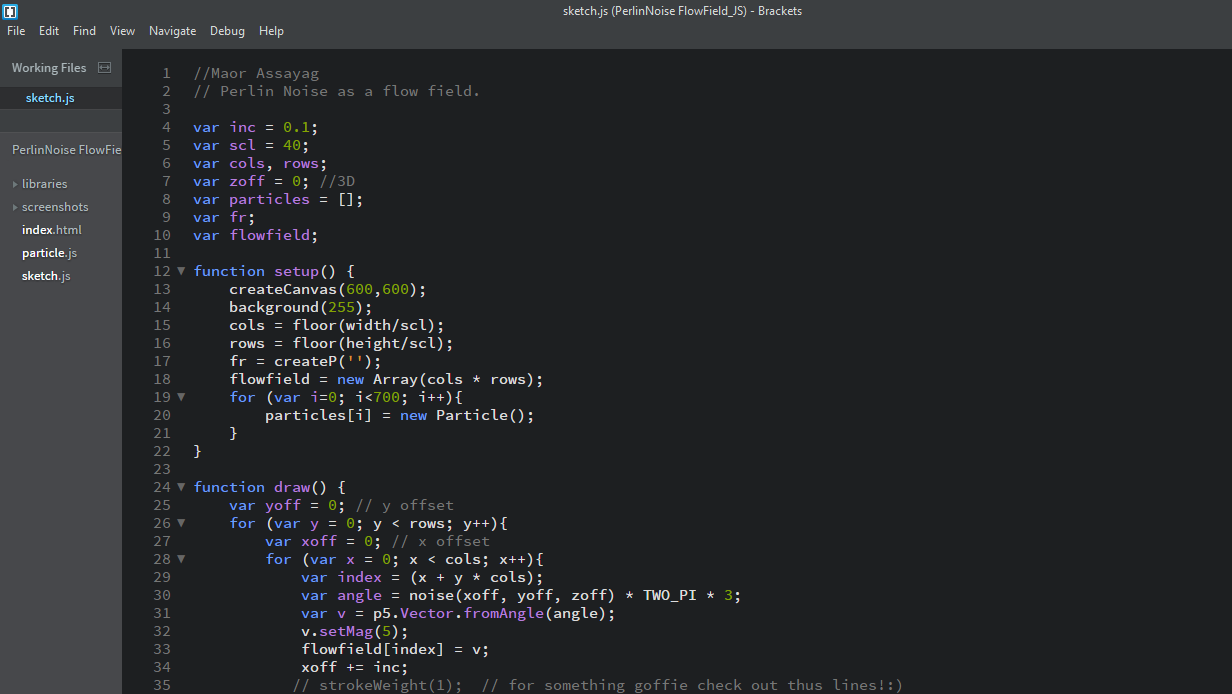 sketch.js (PerlinNoise FlowField_JS) - Brackets
File Edit Find View Navigate Debug Help
Working Files
sketch.js
PerlinNoise FlowFie
libraries
screenshots
index.html
particle.js
sketch.js
1 //Maor Assayag
2 // Perlin Noise as a flow field.
3
4 var inc = 0.1;
5 var scl = 40;
6 var cols, rows;
7 var zoff = 0; //3D
8 var particles = [];
9 var fr;
10 var flowfield;
11
12 function setup() {
13     createCanvas(600,600);
14     background(255);
15     cols = floor(width/scl);
16     rows = floor(height/scl);
17     fr = createP('');
18     flowfield = new Array(cols * rows);
19     for (var i=0; i<700; i++){
20         particles[i] = new Particle();
21     }
22 }
23
24 function draw() {
25     var yoff = 0; // y offset
26     for (var y = 0; y < rows; y++){
27         var xoff = 0; // x offset
28         for (var x = 0; x < cols; x++){
29             var index = (x + y * cols);
30             var angle = noise(xoff, yoff, zoff) * TWO_PI * 3;
31             var v = p5.Vector.fromAngle(angle);
32             v.setMag(5);
33             flowfield[index] = v;
34             xoff += inc;
35            // strokeWeight(1);  // for something goffie check out thus lines!:)